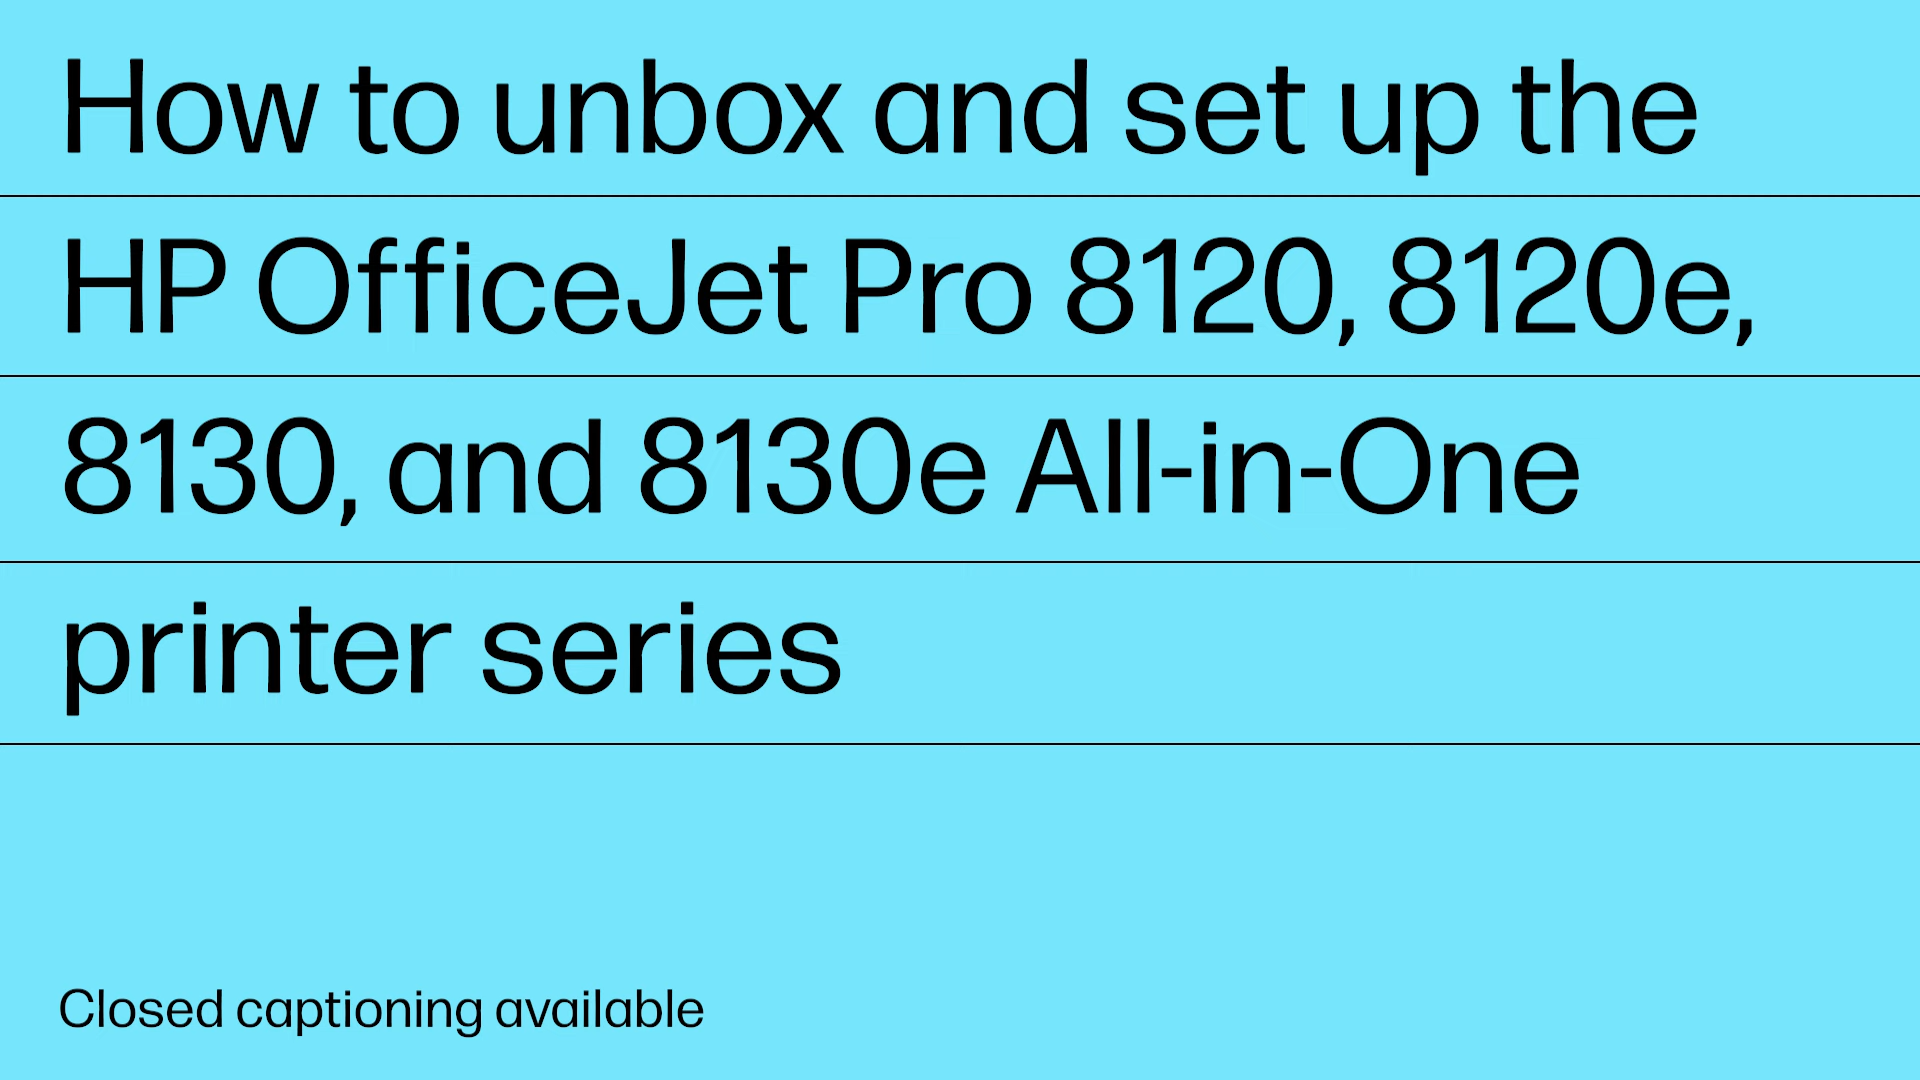 How to unbox and set up the
HP OfficeJet Pro 8120, 8120e,
8130, and 8130e All-in-One
printer series
Closed captioning available